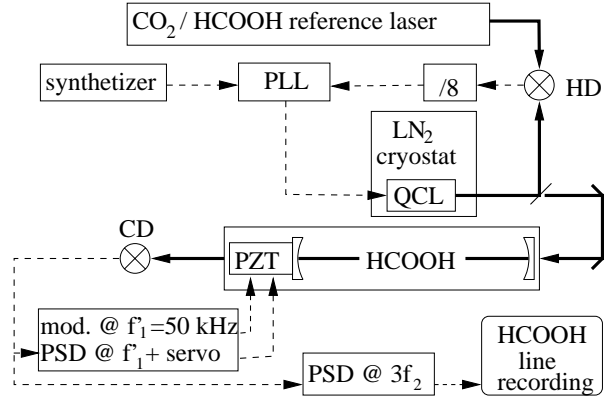 CO₂ / HCOOH reference laser
synthetizer
PLL
/8
HD
LN₂
cryostat
QCL
CD
PZT
HCOOH
mod. @ f'₁=50 kHz
PSD @ f'₁+ servo
PSD @ 3f₂
HCOOH
line
recording